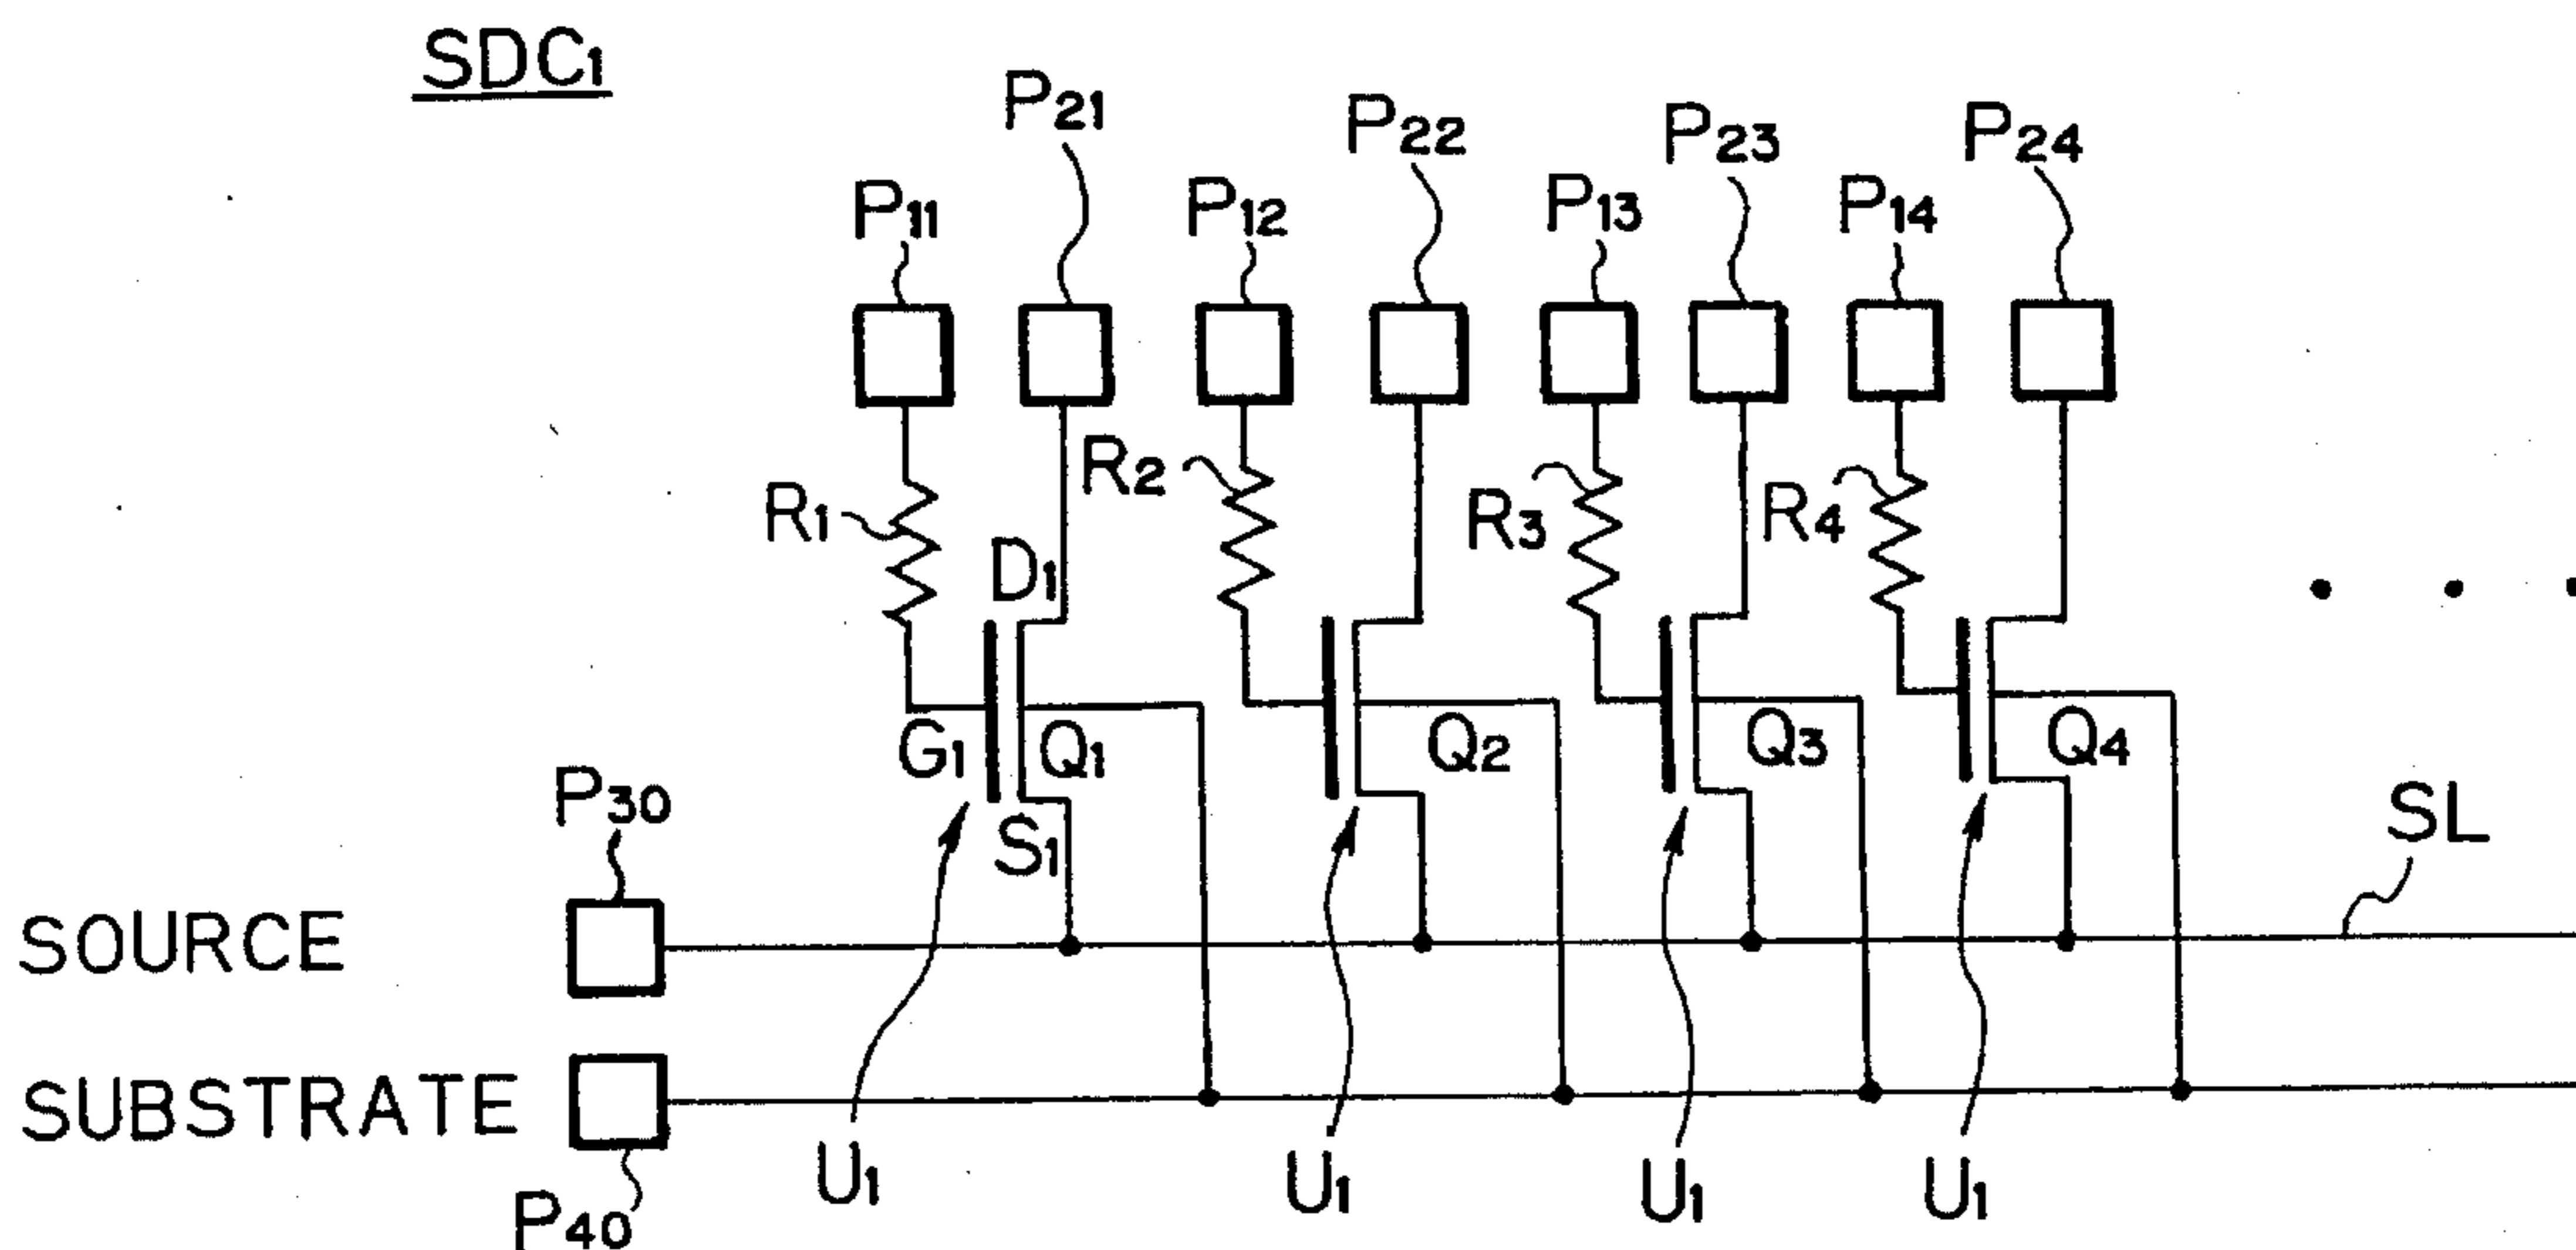 SDC1
P11
P21
P12
P22
P13
P23
P14
P24
R1
R2
R3
R4
D1
G1
Q1
S1
Q2
Q3
Q4
P30
SOURCE
SL
SUBSTRATE
P40
U1
U1
U1
U1